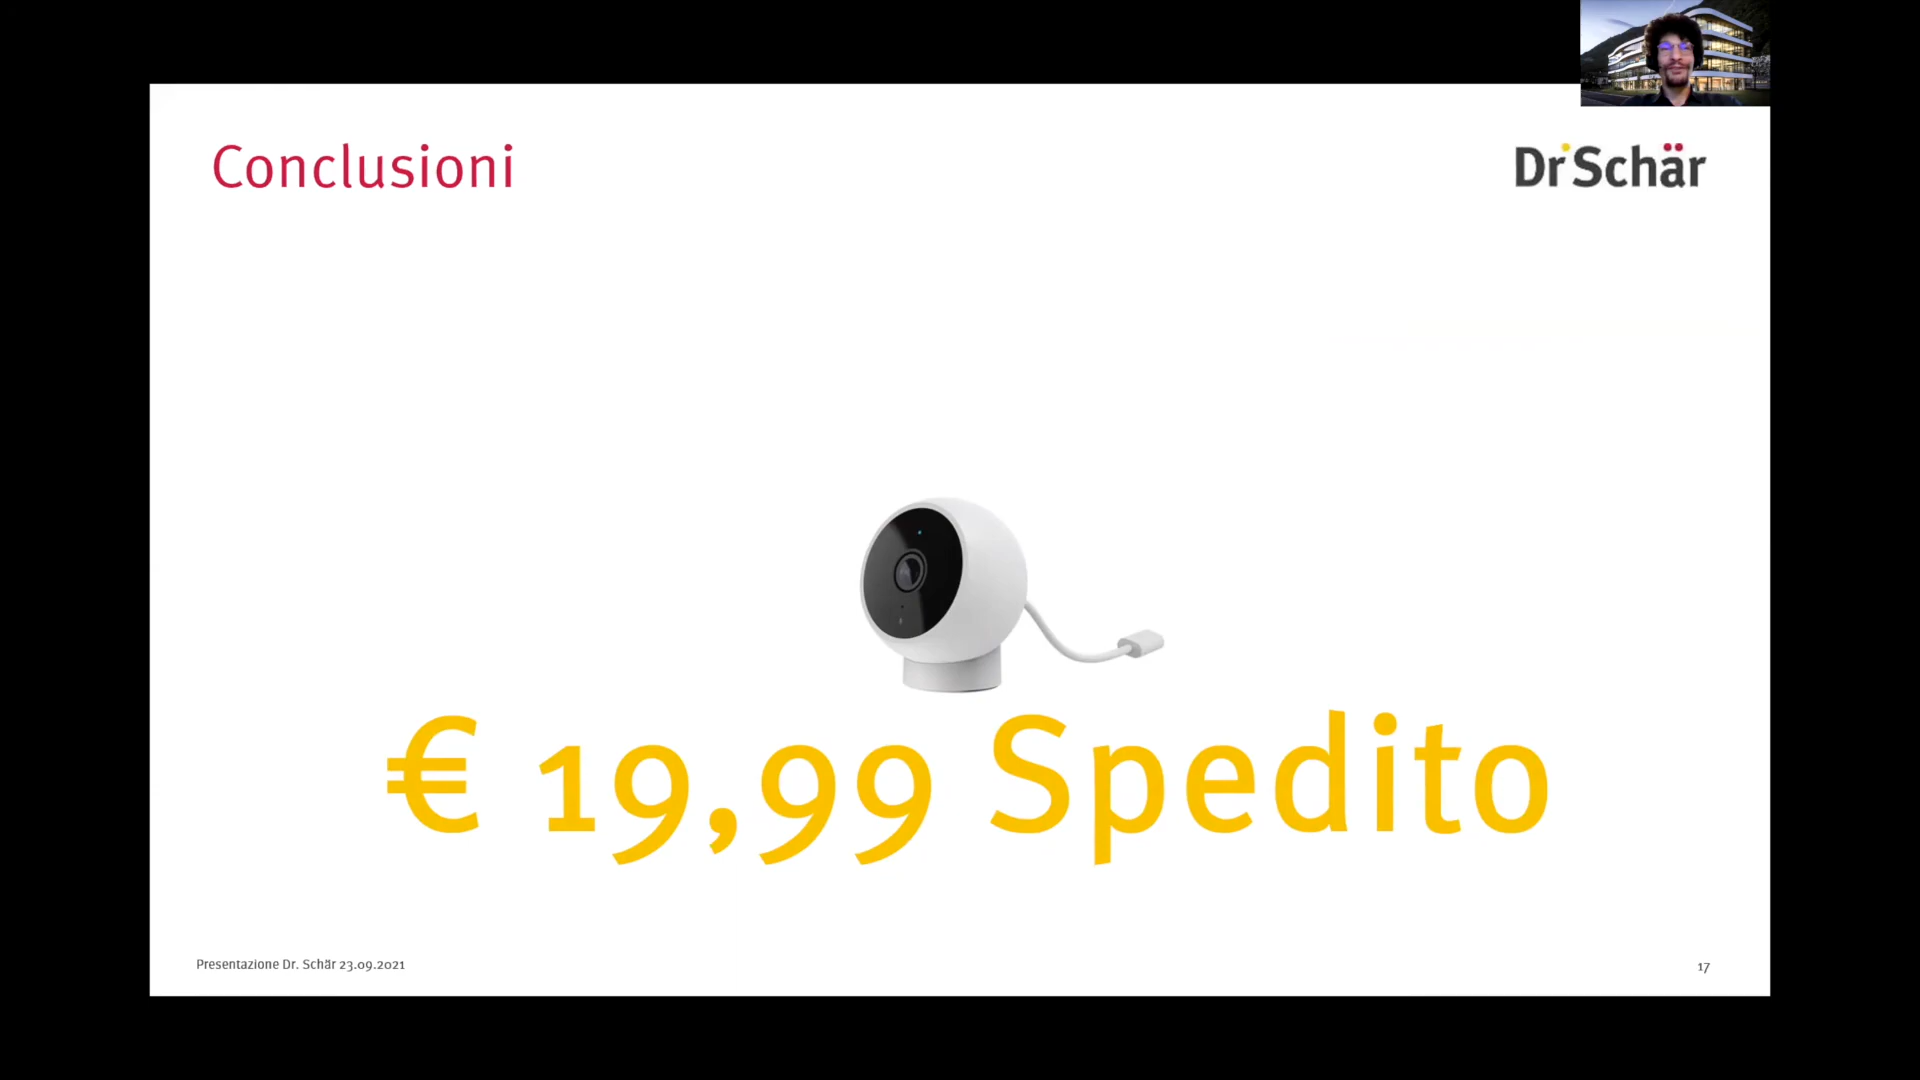 Conclusioni
Dr Schär
€ 19,99 Spedito
Presentazione Dr. Schär 23.09.2021
17